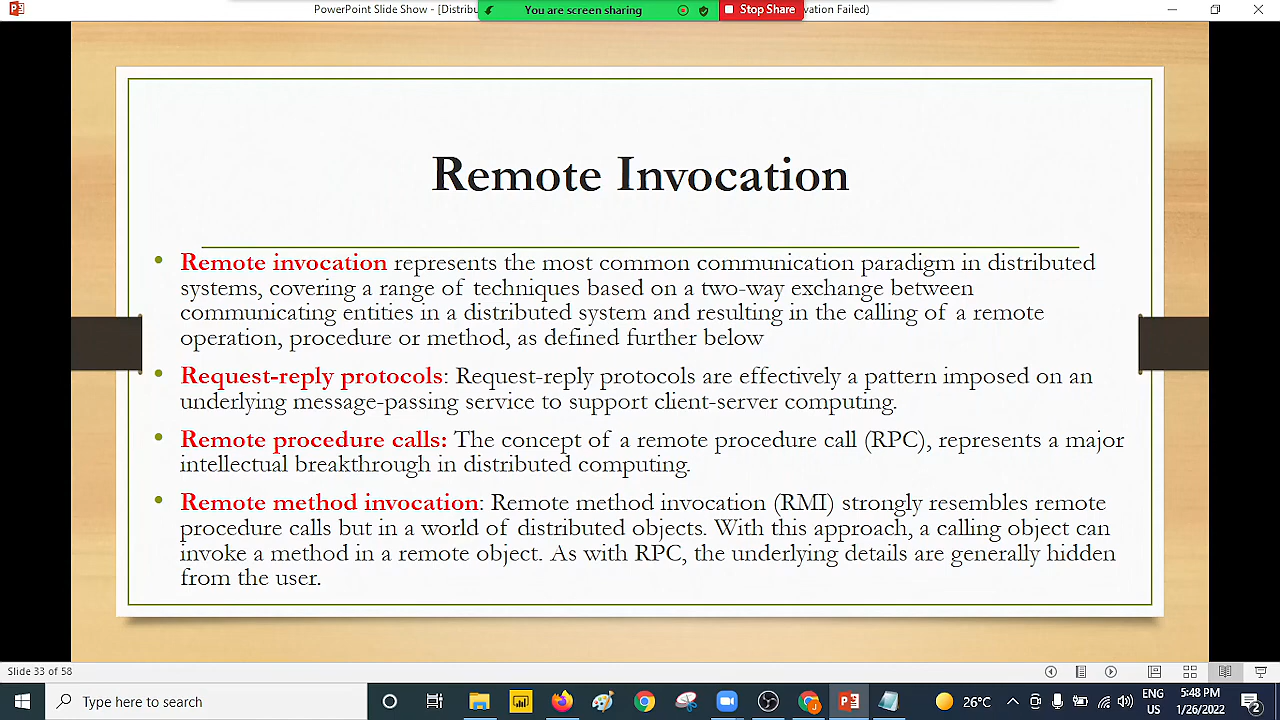 PowerPoint Slide Show - [Distribu
You are screen sharing
Stop Share
vation Failed)
Remote Invocation
• Remote invocation represents the most common communication paradigm in distributed
systems, covering a range of techniques based on a two-way exchange between
communicating entities in a distributed system and resulting in the calling of a remote
operation, procedure or method, as defined further below
• Request-reply protocols: Request-reply protocols are effectively a pattern imposed on an
underlying message-passing service to support client-server computing.
• Remote procedure calls: The concept of a remote procedure call (RPC), represents a major
intellectual breakthrough in distributed computing.
• Remote method invocation: Remote method invocation (RMI) strongly resembles remote
procedure calls but in a world of distributed objects. With this approach, a calling object can
invoke a method in a remote object. As with RPC, the underlying details are generally hidden
from the user.
Slide 33 of 58
Type here to search
26°C
ENG
US
5:48 PM
1/26/2022
2